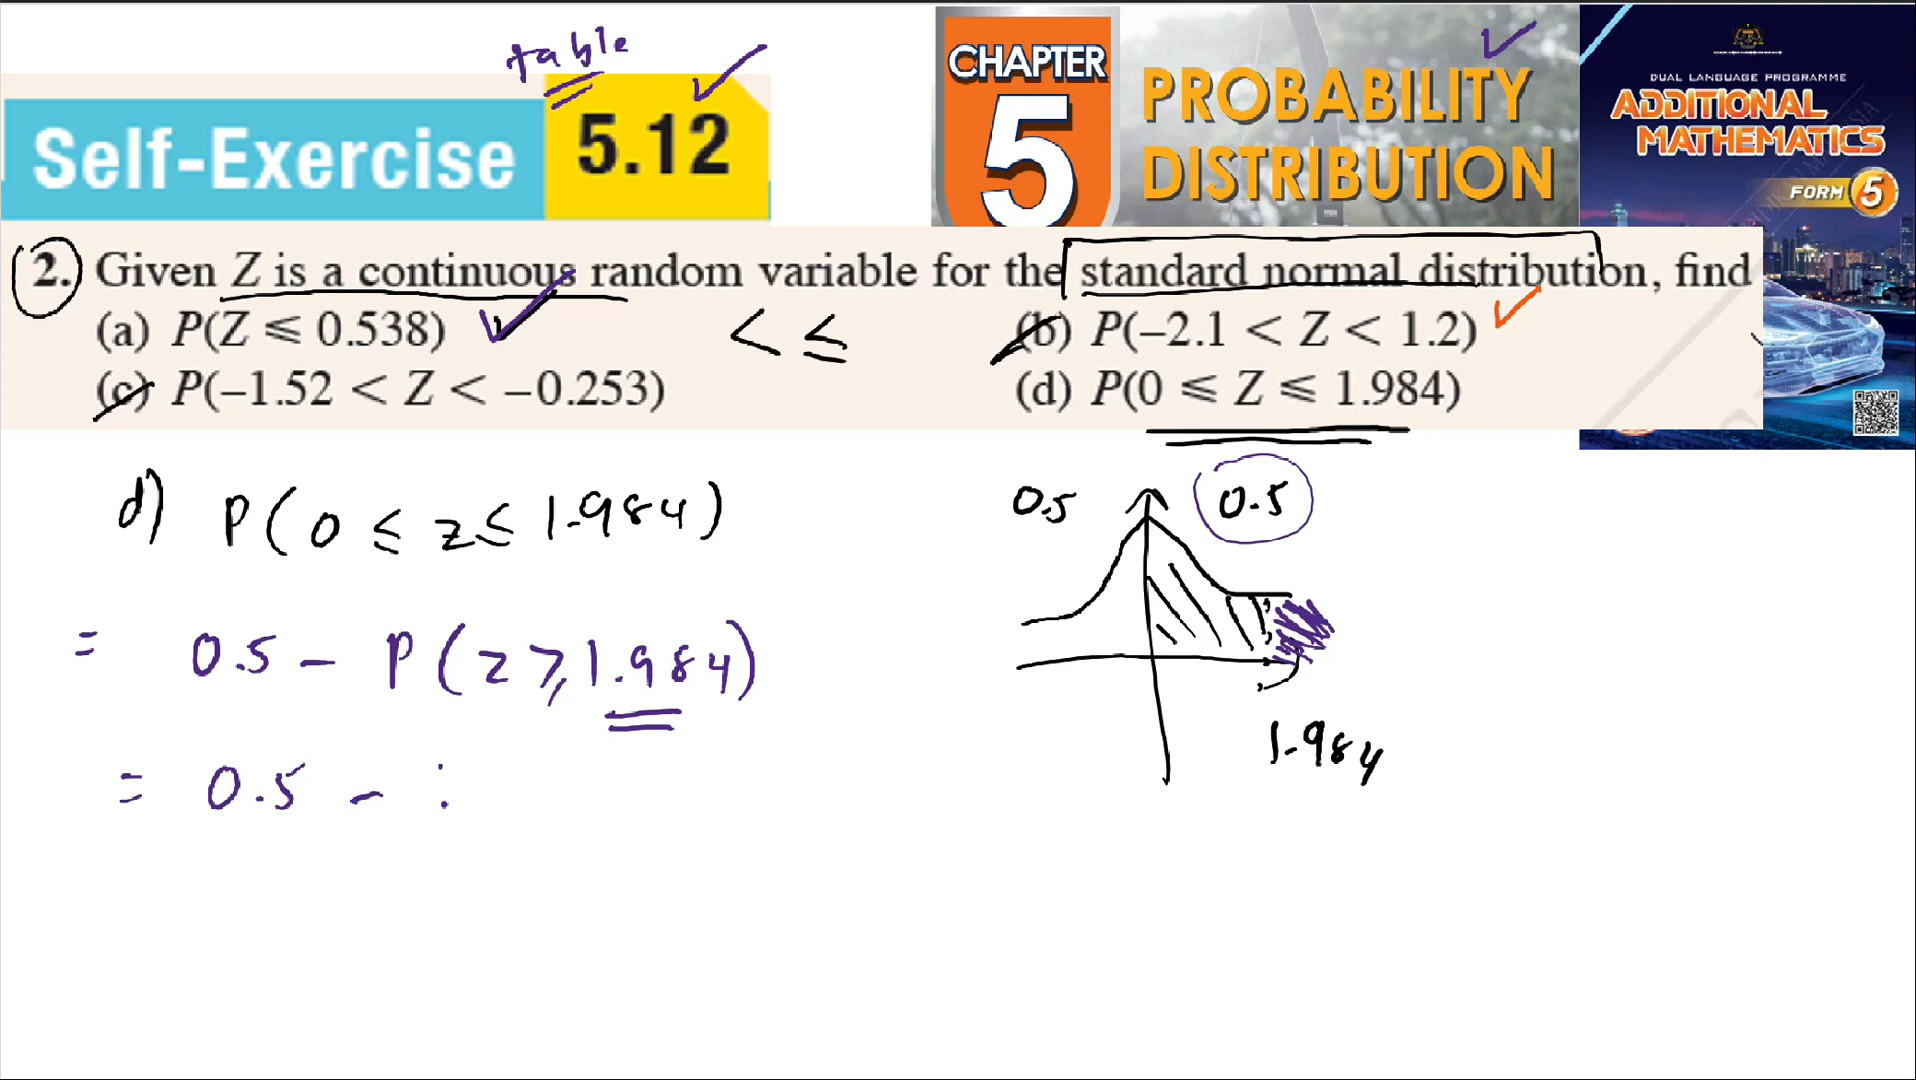 table
CHAPTER
5
PROBABILITY
DISTRIBUTION
DUAL LANGUAGE PROGRAMME
ADDITIONAL
MATHEMATICS
FORM 5
Self-Exercise 5.12
2. Given Z is a continuous random variable for the standard normal distribution, find
(a) P(Z ⩽ 0.538)
< ≤
(b) P(–2.1 < Z < 1.2)
(c) P(–1.52 < Z < –0.253)
(d) P(0 ⩽ Z ⩽ 1.984)
d) P(0 ≤ z ≤ 1.984)
0.5
0.5
= 0.5 – P(z ⩾ 1.984)
1.984
= 0.5 –